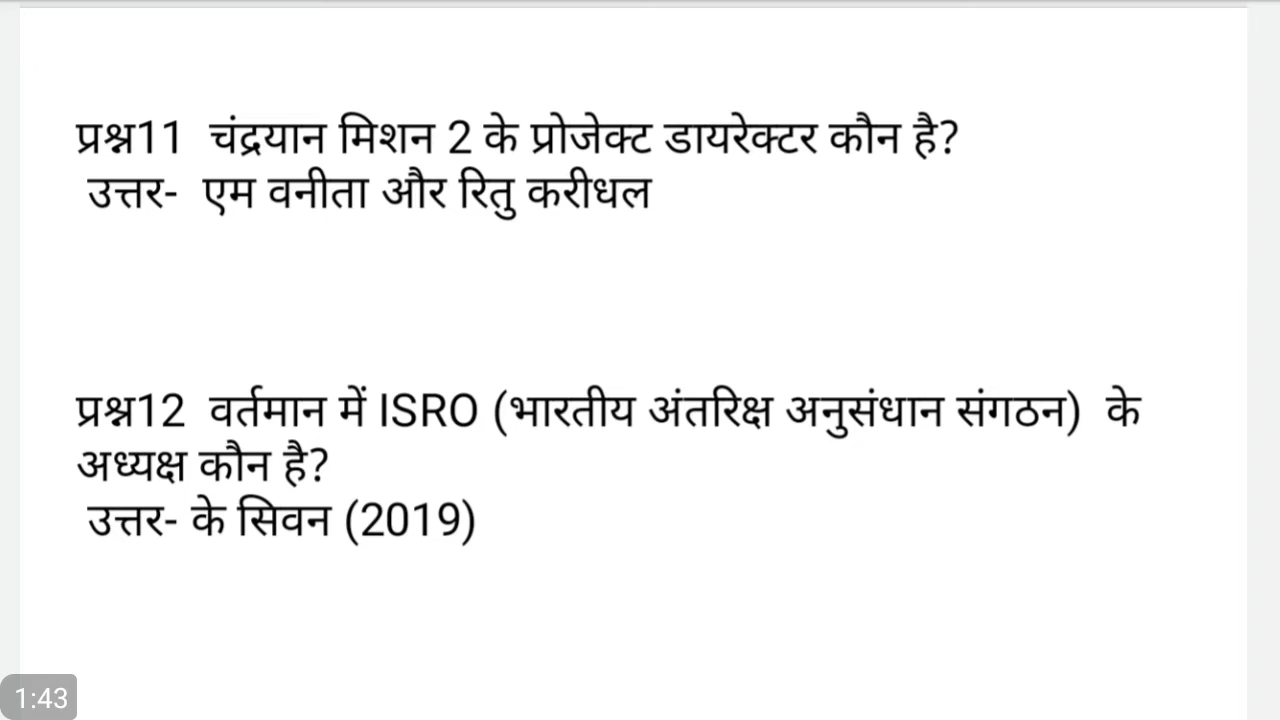 प्रश्न11 चंद्रयान मिशन 2 के प्रोजेक्ट डायरेक्टर कौन है?
उत्तर- एम वनीता और रितु करीधल
प्रश्न12 वर्तमान में ISRO (भारतीय अंतरिक्ष अनुसंधान संगठन) के
अध्यक्ष कौन है?
उत्तर- के सिवन (2019)
1:43